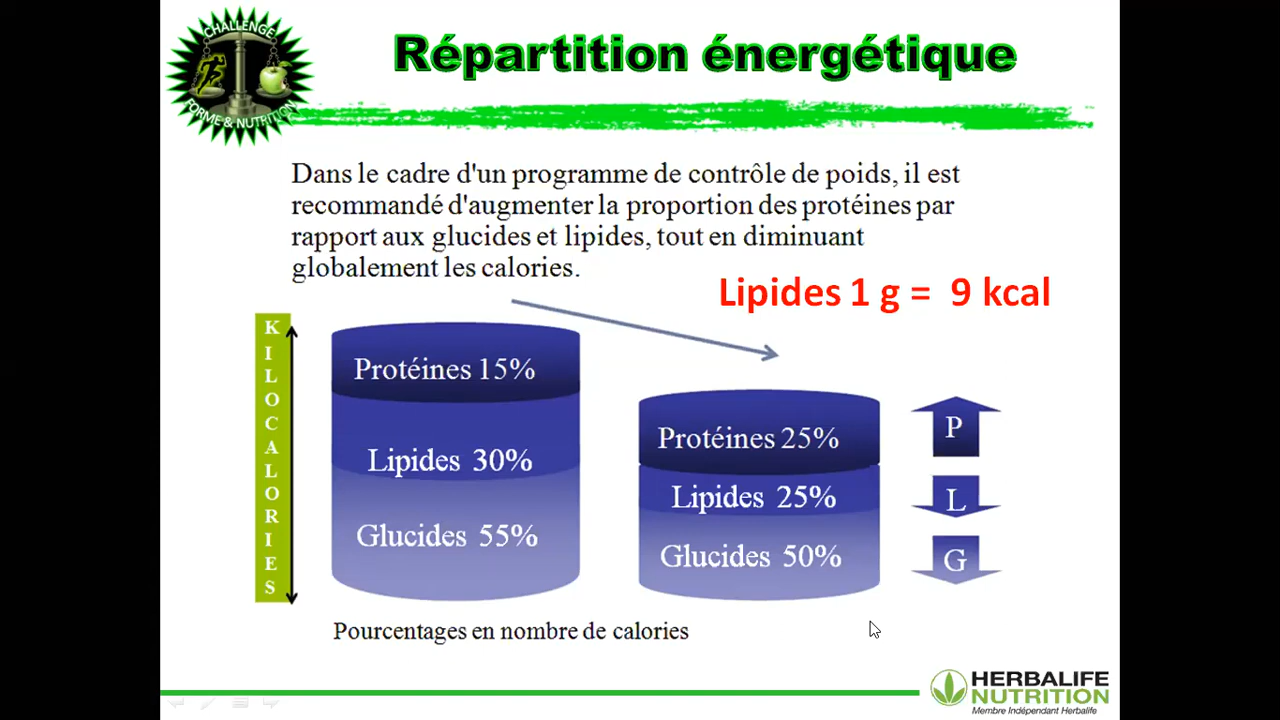 CHALLENGE
FORME & NUTRITION
Répartition énergétique
Dans le cadre d'un programme de contrôle de poids, il est
recommandé d'augmenter la proportion des protéines par
rapport aux glucides et lipides, tout en diminuant
globalement les calories.
Lipides 1 g = 9 kcal
KILOCALORIES
Protéines 15%
Lipides 30%
Glucides 55%
Protéines 25%
Lipides 25%
Glucides 50%
P
L
G
Pourcentages en nombre de calories
HERBALIFE
NUTRITION
Membre Indépendant Herbalife